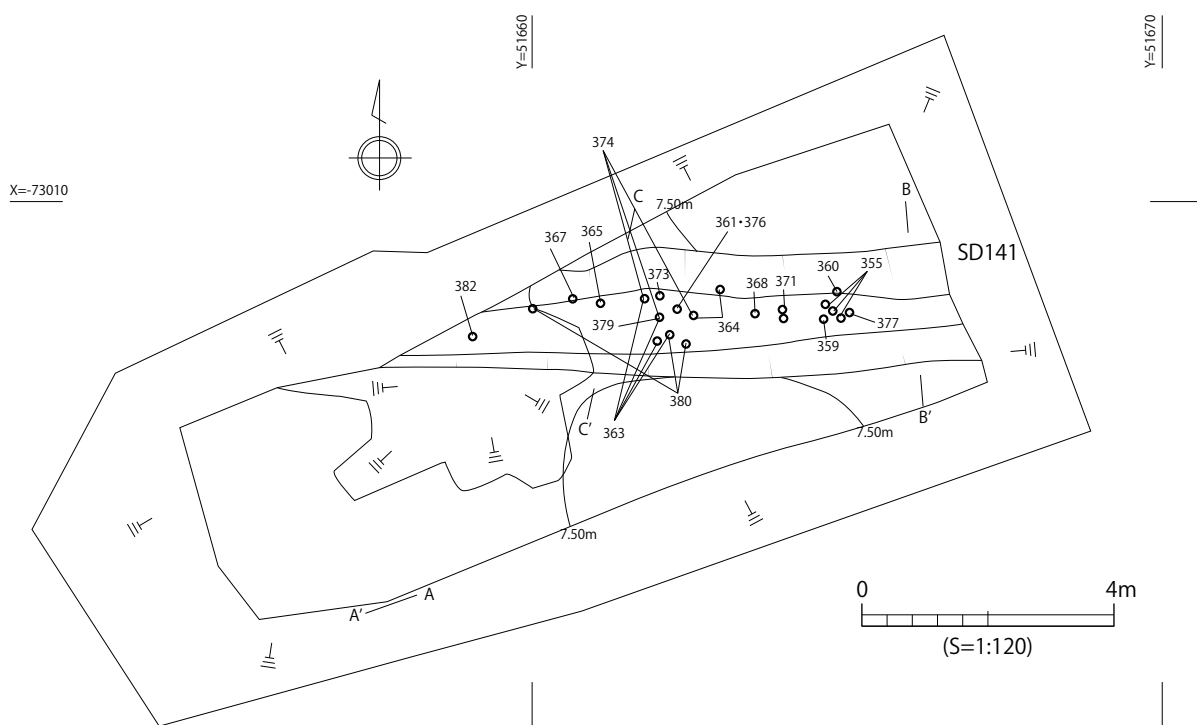 Y=51660
Y=51670
X=-73010
374
C
7.50m
361・376
B
SD141
367
365
373
360
355
382
368
371
379
364
359
377
380
363
C'
B'
7.50m
7.50m
A
A'
0
4m
(S=1:120)